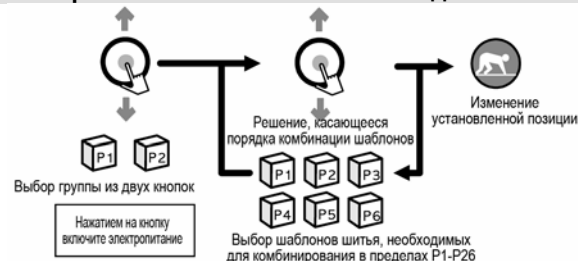 Решение, касающееся
порядка комбинации шаблонов
Изменение
установленной позиции
P1 P2
P1 P2 P3
Выбор группы из двух кнопок
P4 P5 P6
Нажатием на кнопку
включите электропитание
Выбор шаблонов шитья, необходимых
для комбинирования в пределах P1-P26